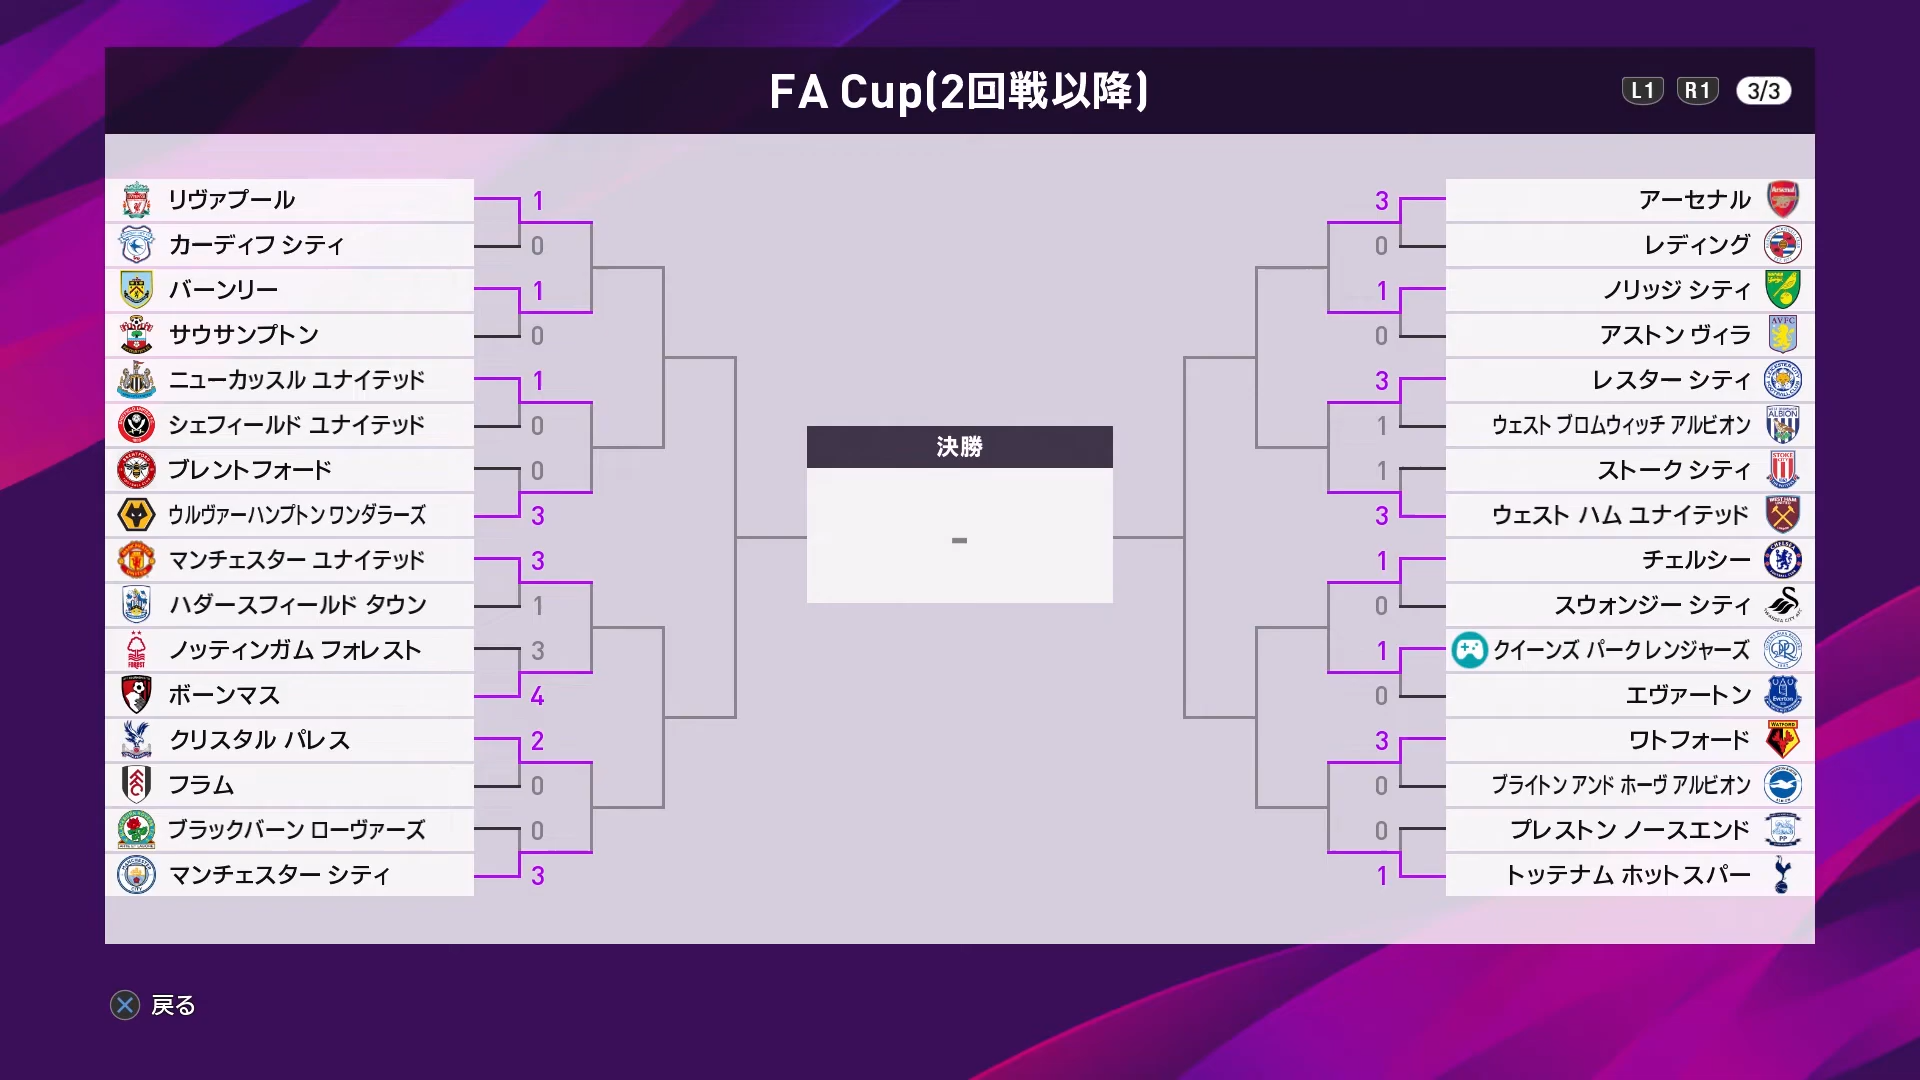 FA Cup(2回戦以降)
L1 R1 3/3
リヴァプール 1
カーディフ シティ 0
バーンリー 1
サウサンプトン 0
ニューカッスル ユナイテッド 1
シェフィールド ユナイテッド 0
ブレントフォード 0
ウルヴァーハンプトン ワンダラーズ 3
マンチェスター ユナイテッド 3
ハダースフィールド タウン 1
ノッティンガム フォレスト 3
ボーンマス 4
クリスタル パレス 2
フラム 0
ブラックバーン ローヴァーズ 0
マンチェスター シティ 3
決勝
-
3 アーセナル
0 レディング
1 ノリッジ シティ
0 アストン ヴィラ
3 レスター シティ
1 ウェスト ブロムウィッチ アルビオン
1 ストーク シティ
3 ウェスト ハム ユナイテッド
1 チェルシー
0 スウォンジー シティ
1 クイーンズ パーク レンジャーズ
0 エヴァートン
3 ワトフォード
0 ブライトン アンド ホーヴ アルビオン
0 プレストン ノースエンド
1 トッテナム ホットスパー
戻る